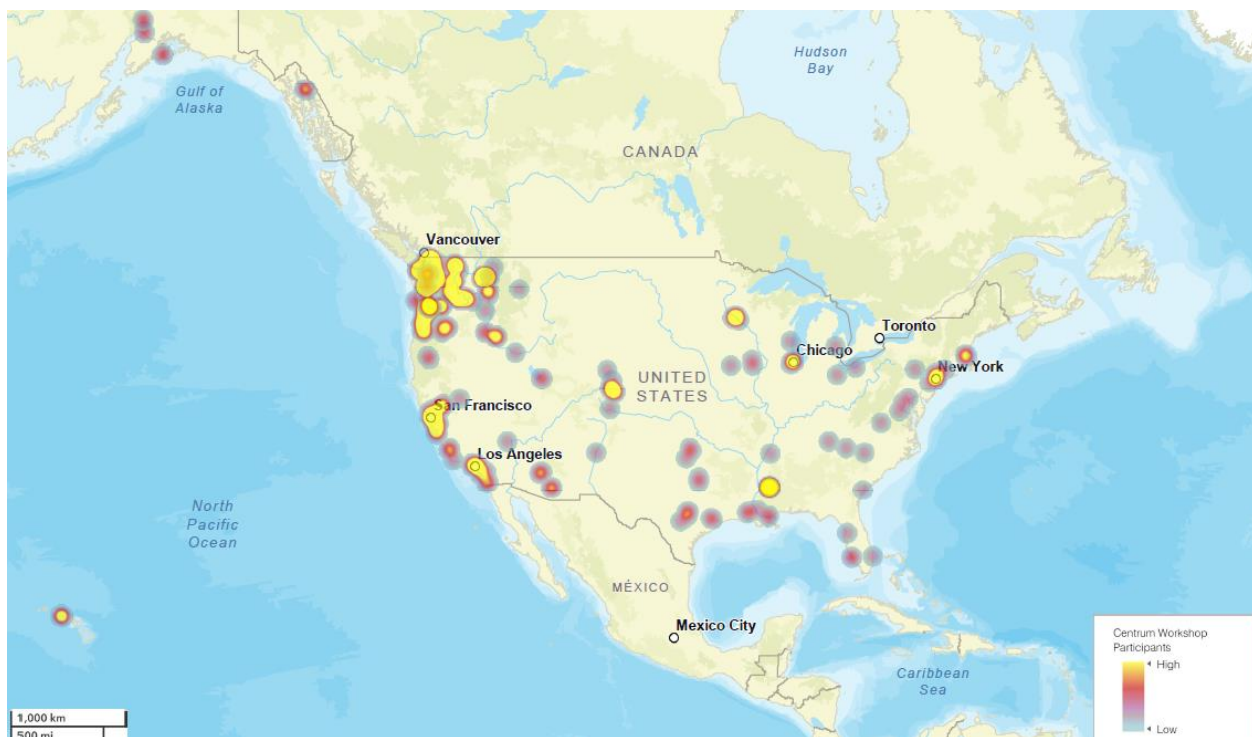 Hudson
Bay
Gulf of
Alaska
CANADA
Vancouver
Toronto
Chicago
New York
UNITED
STATES
San Francisco
Los Angeles
North
Pacific
Ocean
MÉXICO
Mexico City
Caribbean
Sea
Centrum Workshop
Participants
High
Low
1,000 km
500 mi